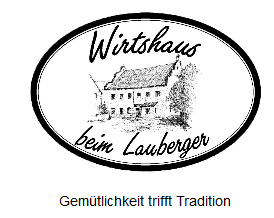 Wirtshaus
beim Lauberger
Gemütlichkeit trifft Tradition